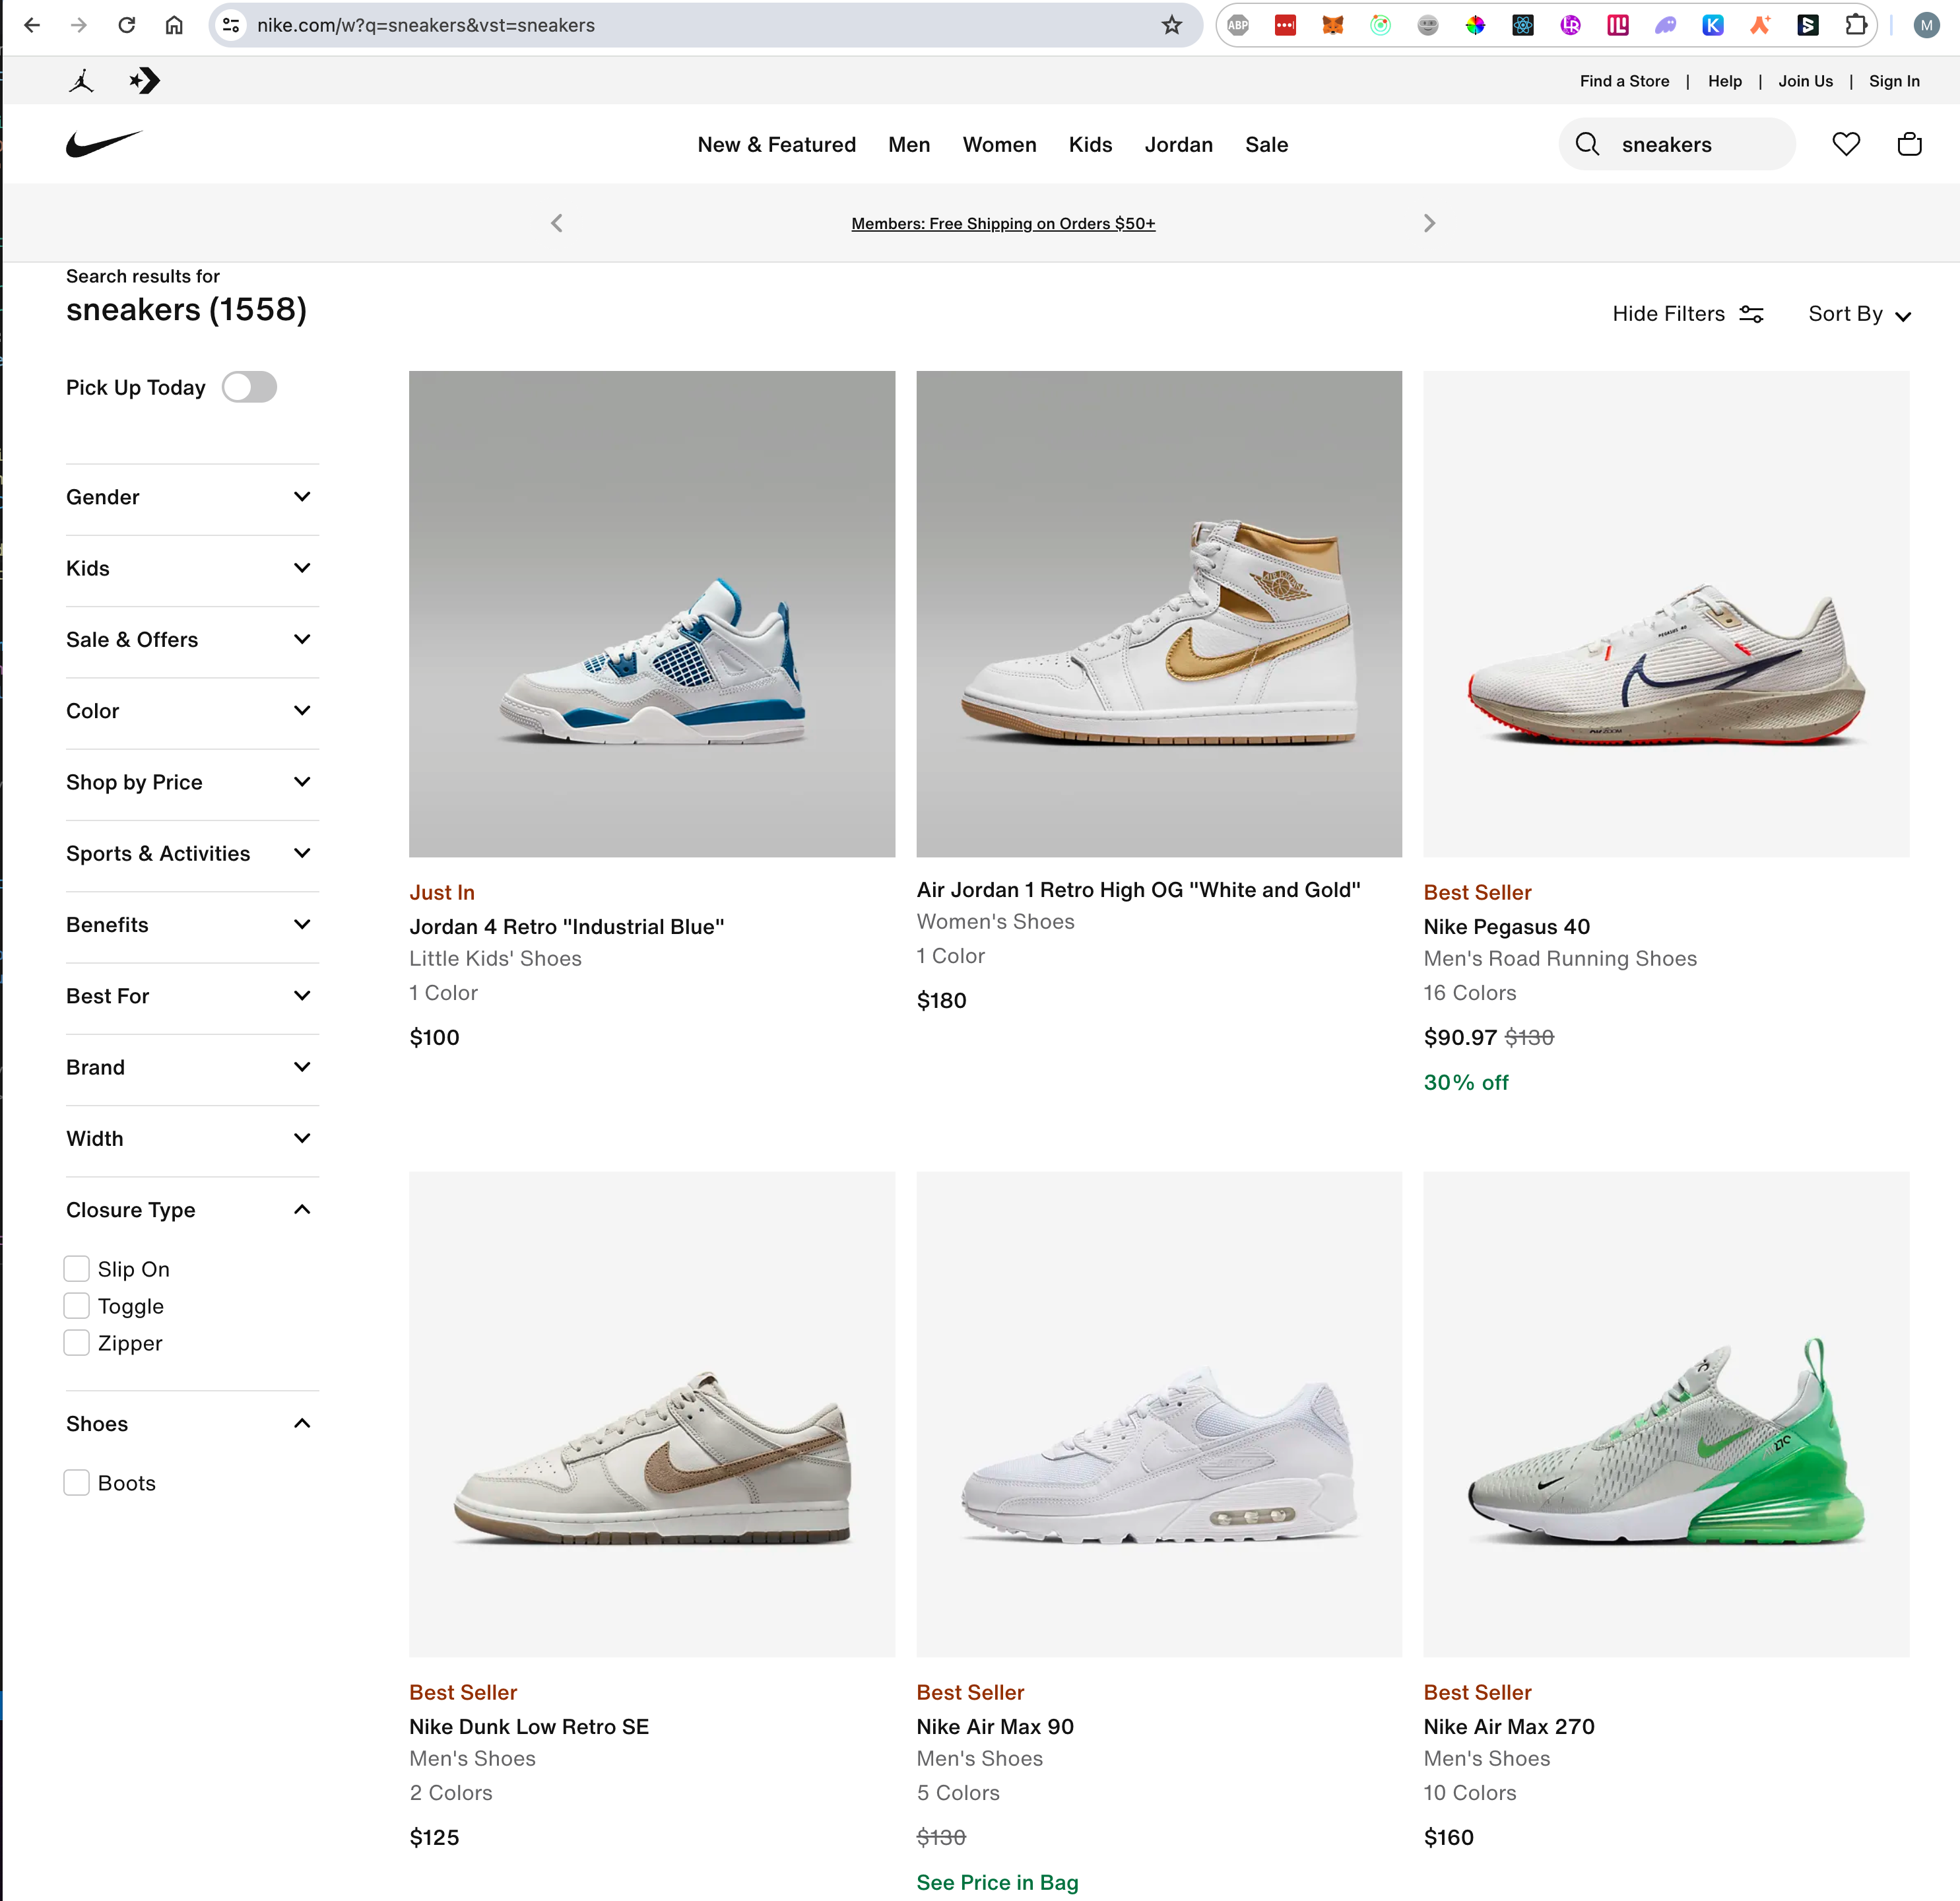 nike.com/w?q=sneakers&vst=sneakers
ABP
M
Find a Store | Help | Join Us | Sign In
New & Featured Men Women Kids Jordan Sale
sneakers
Members: Free Shipping on Orders $50+
Search results for
sneakers (1558)
Hide Filters
Sort By
Pick Up Today
Gender
Kids
Sale & Offers
Color
Shop by Price
Sports & Activities
Benefits
Best For
Brand
Width
Closure Type
Slip On
Toggle
Zipper
Shoes
Boots
Just In
Jordan 4 Retro "Industrial Blue"
Little Kids' Shoes
1 Color
$100
Air Jordan 1 Retro High OG "White and Gold"
Women's Shoes
1 Color
$180
Best Seller
Nike Pegasus 40
Men's Road Running Shoes
16 Colors
$90.97 $130
30% off
Best Seller
Nike Dunk Low Retro SE
Men's Shoes
2 Colors
$125
Best Seller
Nike Air Max 90
Men's Shoes
5 Colors
$130
See Price in Bag
Best Seller
Nike Air Max 270
Men's Shoes
10 Colors
$160